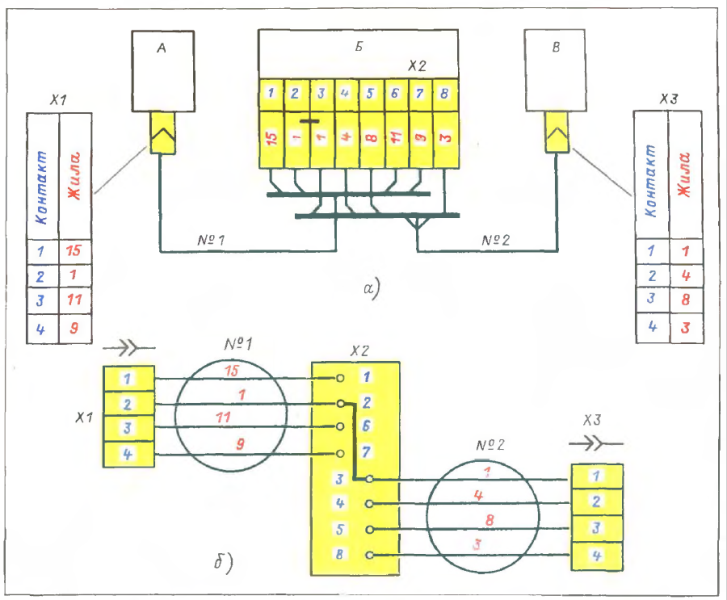 А Б В
X1 X2 X3
1 2 3 4 5 6 7 8
15 1 1 4 8 11 9 3
Контакт Жила
1 15
2 1
3 11
4 9
Контакт Жила
1 1
2 4
3 8
4 3
№1 №2
а)
№1 X2
X1
1 15 1
2 1 2
3 11 6
4 9 7
№2 X3
3 1 1
4 4 2
5 8 3
8 3 4
б)